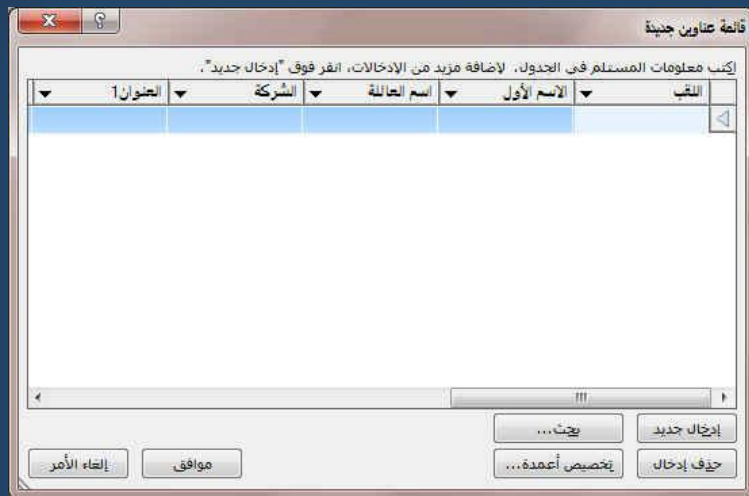 قائمة عناوين جديدة
اكتب معلومات المستلم في الجدول. لإضافة مزيد من الإدخالات، انقر فوق "إدخال جديد".
اللقب الاسم الأول اسم العائلة الشركة العنوان1
إدخال جديد بحث...
حذف إدخال تخصيص أعمدة... موافق إلغاء الأمر